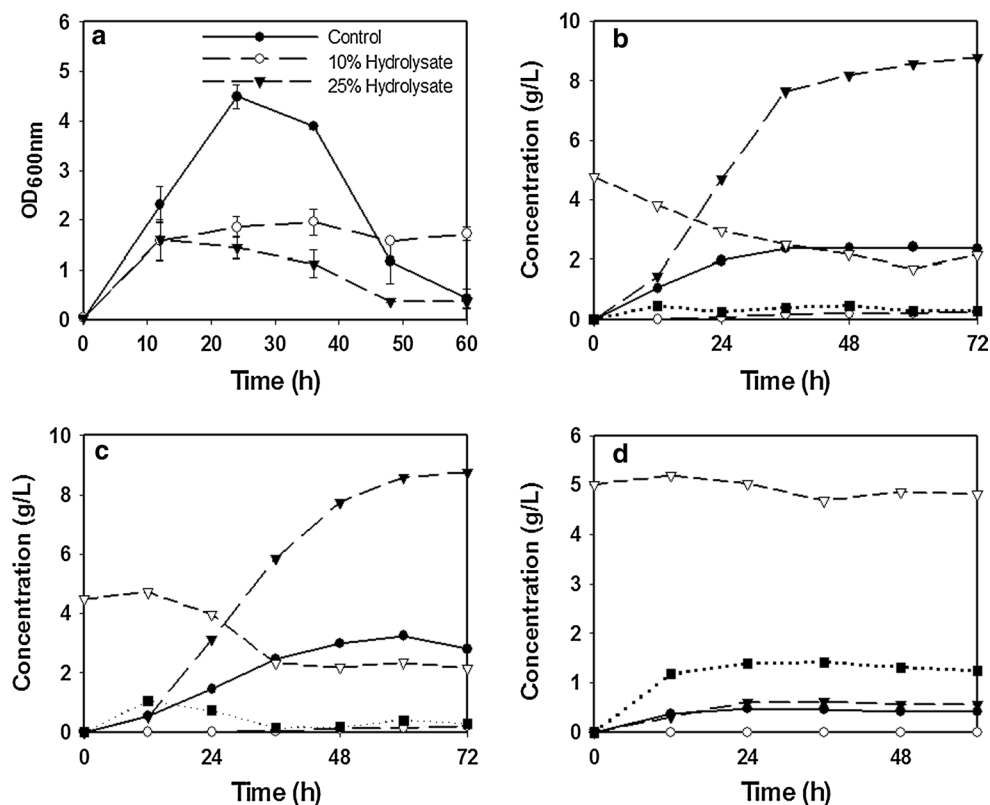 a
Control
10% Hydrolysate
25% Hydrolysate
OD600nm
6
5
4
3
2
1
0
0 10 20 30 40 50 60
Time (h)
b
Concentration (g/L)
10
8
6
4
2
0
0 24 48 72
Time (h)
c
Concentration (g/L)
10
8
6
4
2
0
0 24 48 72
Time (h)
d
Concentration (g/L)
6
5
4
3
2
1
0
0 24 48
Time (h)